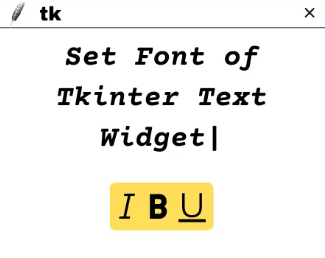 tk
Set Font of
Tkinter Text
Widget
I B U